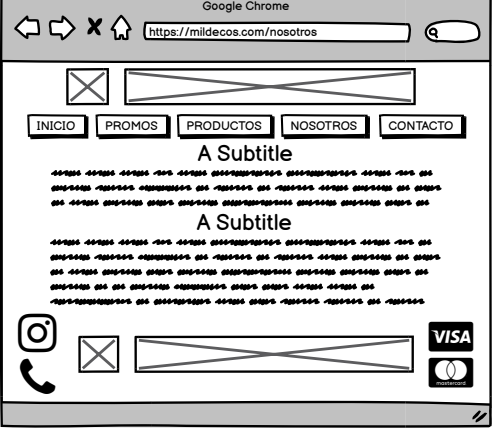 Google Chrome
https://mildecos.com/nosotros
INICIO PROMOS PRODUCTOS NOSOTROS CONTACTO
A Subtitle
A Subtitle
VISA
mastercard